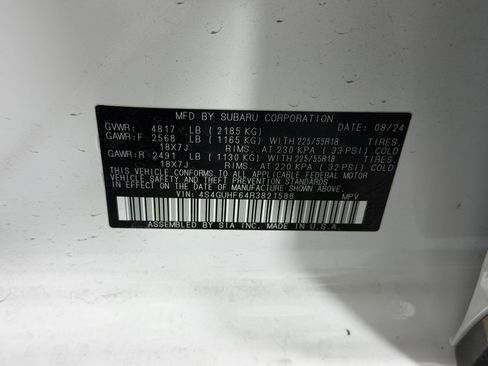 MFD BY SUBARU CORPORATION DATE: 08/24
GVWR: 4817 LB ( 2185 KG)
GAWR:F 2568 LB ( 1165 KG) WITH 225/55R18 TIRES.
18X7J RIMS. AT 230 KPA ( 33 PSI) COLD
GAWR:R 2491 LB ( 1130 KG) WITH 225/55R18 TIRES.
18X7J RIMS. AT 220 KPA ( 32 PSI) COLD
THIS VEHICLE CONFORMS TO ALL APPLICABLE FEDERAL MOTOR
VEHICLE SAFETY AND THEFT PREVENTION STANDARDS IN EFFECT
ON THE DATE OF MANUFACTURE SHOWN ABOVE.
VIN: 4S4GUHF64R3821588 MPV
ASSEMBLED BY SIA INC. MADE IN U.S.A.